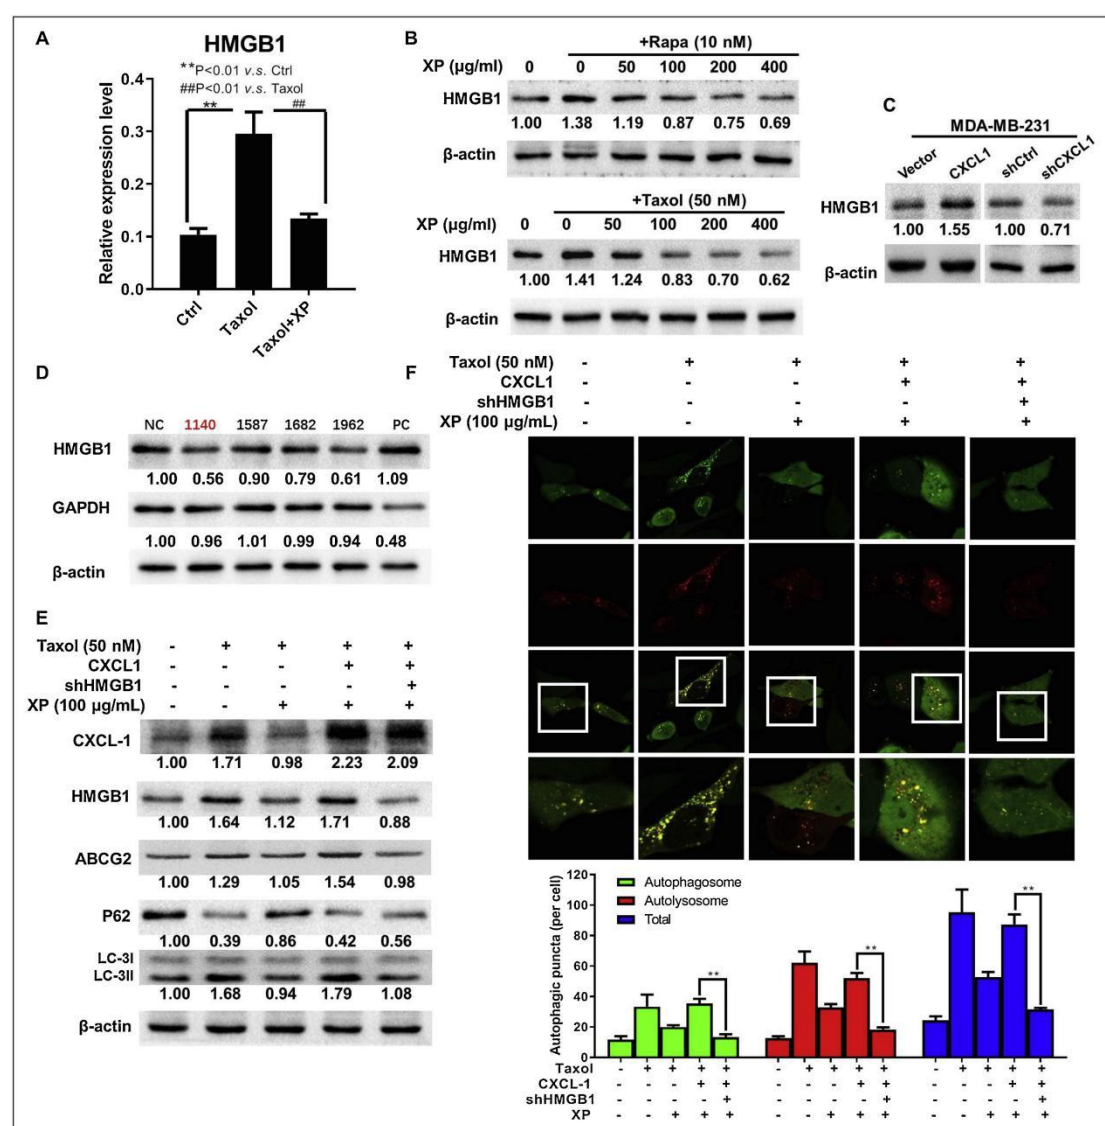 A
HMGB1
**P<0.01 v.s. Ctrl
##P<0.01 v.s. Taxol
** ##
Relative expression level
0.4
0.3
0.2
0.1
0.0
Ctrl Taxol Taxol+XP
B
+Rapa (10 nM)
XP (μg/ml) 0 0 50 100 200 400
HMGB1
1.00 1.38 1.19 0.87 0.75 0.69
β-actin
+Taxol (50 nM)
XP (μg/ml) 0 0 50 100 200 400
HMGB1
1.00 1.41 1.24 0.83 0.70 0.62
β-actin
C
MDA-MB-231
Vector CXCL1 shCtrl shCXCL1
HMGB1
1.00 1.55 1.00 0.71
β-actin
D
NC 1140 1587 1682 1962 PC
HMGB1
1.00 0.56 0.90 0.79 0.61 1.09
GAPDH
1.00 0.96 1.01 0.99 0.94 0.48
β-actin
E
Taxol (50 nM) - + + + +
CXCL1 - - - + +
shHMGB1 - - - - +
XP (100 μg/mL) - - + + +
CXCL-1
1.00 1.71 0.98 2.23 2.09
HMGB1
1.00 1.64 1.12 1.71 0.88
ABCG2
1.00 1.29 1.05 1.54 0.98
P62
1.00 0.39 0.86 0.42 0.56
LC-3I
LC-3II
1.00 1.68 0.94 1.79 1.08
β-actin
F
Taxol (50 nM) - + + + +
CXCL1 - - - + +
shHMGB1 - - - - +
XP (100 μg/mL) - - + + +
Autophagic puncta (per cell)
120
100
80
60
40
20
0
Autophagosome
Autolysosome
Total
** ** **
Taxol - + + + + - + + + + - + + + +
CXCL-1 - - - + + - - - + + - - - + +
shHMGB1 - - - - + - - - - + - - - - +
XP - - + + + - - + + + - - + + +